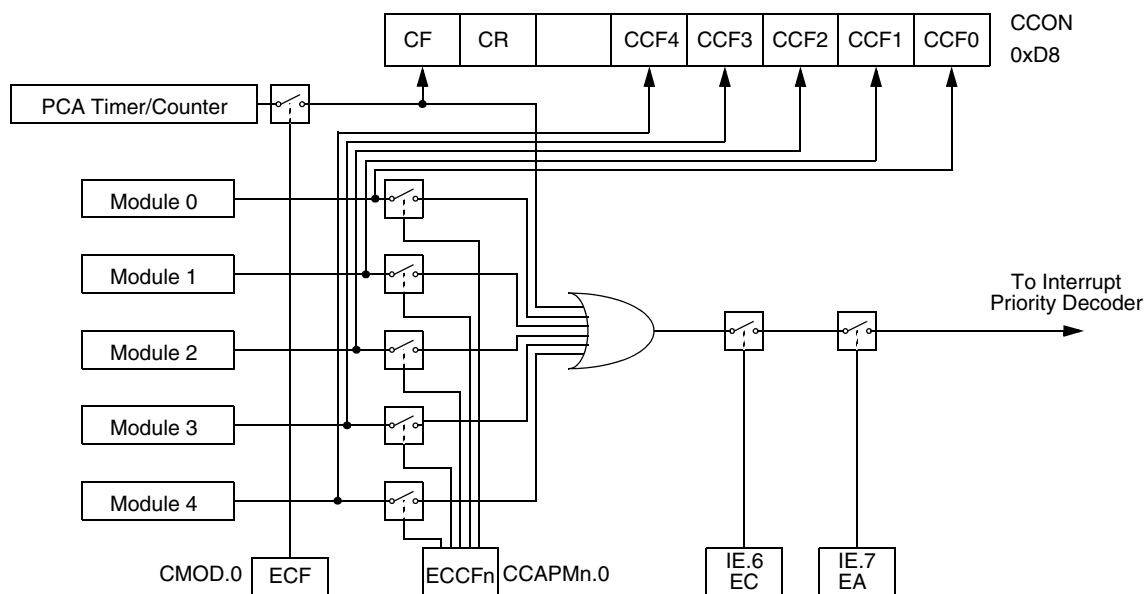 CF CR CCF4 CCF3 CCF2 CCF1 CCF0
CCON
0xD8
PCA Timer/Counter
Module 0
Module 1
Module 2
Module 3
Module 4
To Interrupt
Priority Decoder
CMOD.0 ECF
ECCFn CCAPMn.0
IE.6
EC
IE.7
EA